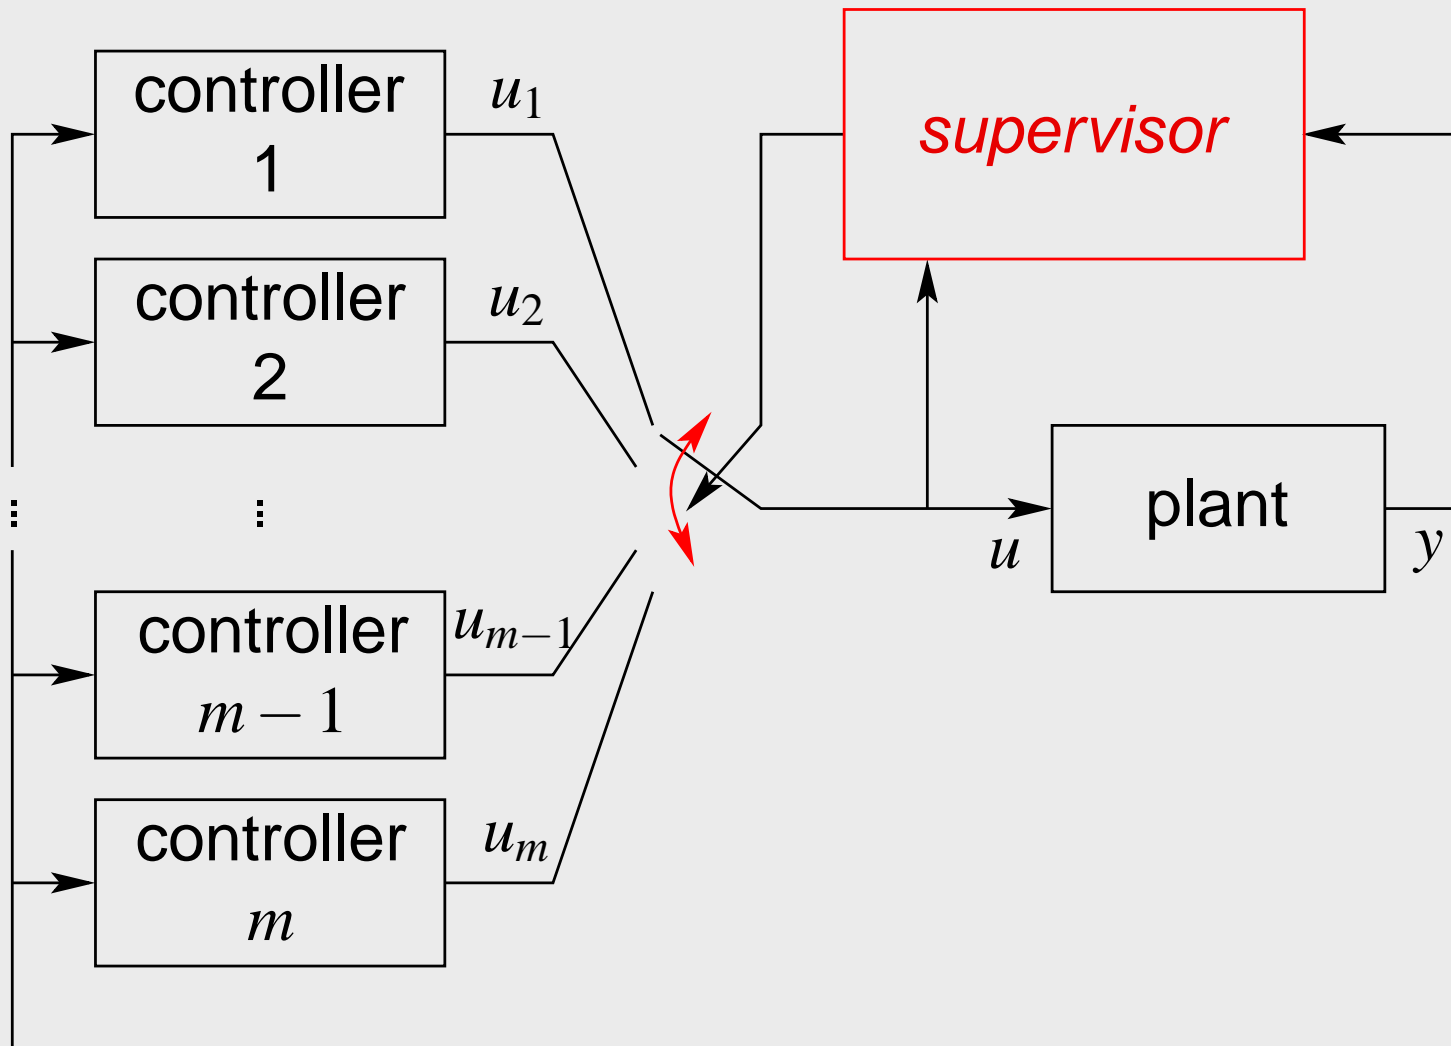 controller
1
u₁
supervisor
controller
2
u₂
plant
u
y
controller
m − 1
uₘ₋₁
controller
m
uₘ